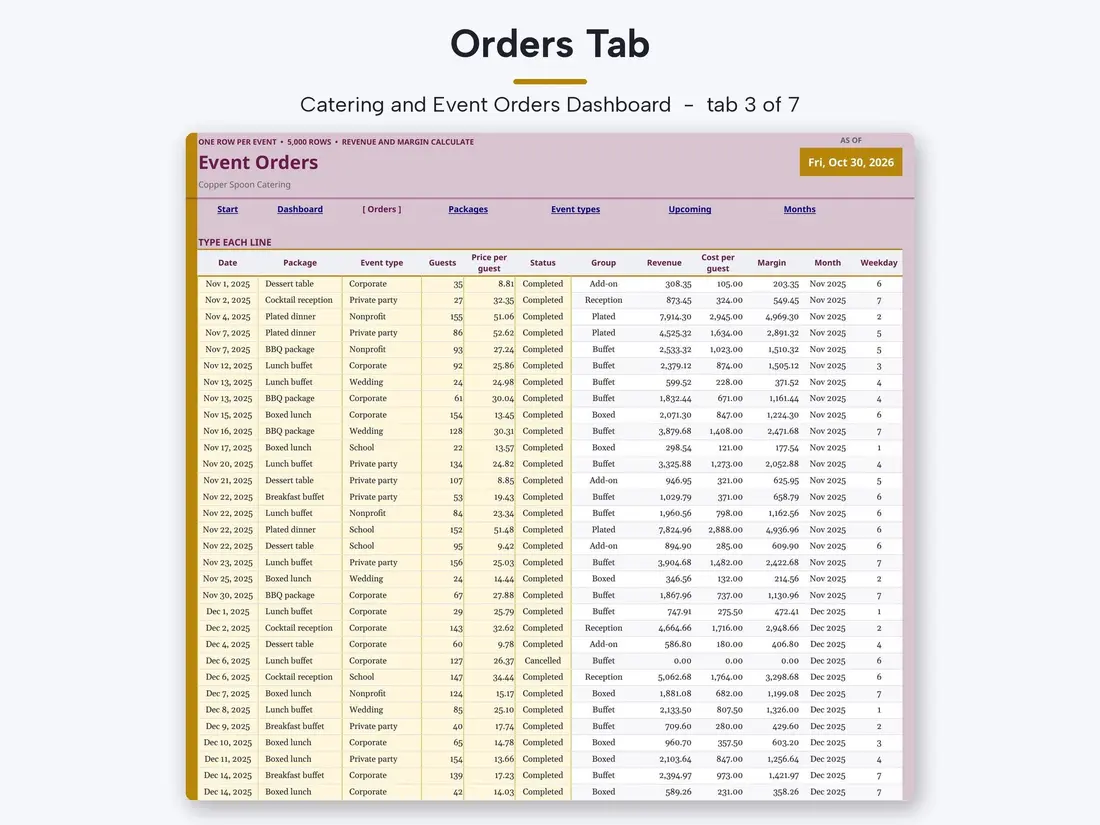 Orders Tab
Catering and Event Orders Dashboard - tab 3 of 7
ONE ROW PER EVENT • 5,000 ROWS • REVENUE AND MARGIN CALCULATE
AS OF
Event Orders
Fri, Oct 30, 2026
Copper Spoon Catering
Start Dashboard [ Orders ] Packages Event types Upcoming Months
TYPE EACH LINE
Date Package Event type Guests Price per guest Status Group Revenue Cost per guest Margin Month Weekday
Nov 1, 2025 Dessert table Corporate 35 8.81 Completed Add-on 308.35 105.00 203.35 Nov 2025 6
Nov 2, 2025 Cocktail reception Private party 27 32.35 Completed Reception 873.45 324.00 549.45 Nov 2025 7
Nov 4, 2025 Plated dinner Nonprofit 155 51.06 Completed Plated 7,914.30 2,945.00 4,969.30 Nov 2025 2
Nov 7, 2025 Plated dinner Private party 86 52.62 Completed Plated 4,525.32 1,634.00 2,891.32 Nov 2025 5
Nov 7, 2025 BBQ package Nonprofit 93 27.24 Completed Buffet 2,533.32 1,023.00 1,510.32 Nov 2025 5
Nov 12, 2025 Lunch buffet Corporate 92 25.86 Completed Buffet 2,379.12 874.00 1,505.12 Nov 2025 3
Nov 13, 2025 Lunch buffet Wedding 24 24.98 Completed Buffet 599.52 228.00 371.52 Nov 2025 4
Nov 13, 2025 BBQ package Corporate 61 30.04 Completed Buffet 1,832.44 671.00 1,161.44 Nov 2025 4
Nov 15, 2025 Boxed lunch Corporate 154 13.45 Completed Boxed 2,071.30 847.00 1,224.30 Nov 2025 6
Nov 16, 2025 BBQ package Wedding 128 30.31 Completed Buffet 3,879.68 1,408.00 2,471.68 Nov 2025 7
Nov 17, 2025 Boxed lunch School 22 13.57 Completed Boxed 298.54 121.00 177.54 Nov 2025 1
Nov 20, 2025 Lunch buffet Private party 134 24.82 Completed Buffet 3,325.88 1,273.00 2,052.88 Nov 2025 4
Nov 21, 2025 Dessert table Private party 107 8.85 Completed Add-on 946.95 321.00 625.95 Nov 2025 5
Nov 22, 2025 Breakfast buffet Private party 53 19.43 Completed Buffet 1,029.79 371.00 658.79 Nov 2025 6
Nov 22, 2025 Lunch buffet Nonprofit 84 23.34 Completed Buffet 1,960.56 798.00 1,162.56 Nov 2025 6
Nov 22, 2025 Plated dinner School 152 51.48 Completed Plated 7,824.96 2,888.00 4,936.96 Nov 2025 6
Nov 22, 2025 Dessert table School 95 9.42 Completed Add-on 894.90 285.00 609.90 Nov 2025 6
Nov 23, 2025 Lunch buffet Private party 156 25.03 Completed Buffet 3,904.68 1,482.00 2,422.68 Nov 2025 7
Nov 25, 2025 Boxed lunch Wedding 24 14.44 Completed Boxed 346.56 132.00 214.56 Nov 2025 2
Nov 30, 2025 BBQ package Corporate 67 27.88 Completed Buffet 1,867.96 737.00 1,130.96 Nov 2025 7
Dec 1, 2025 Lunch buffet Corporate 29 25.79 Completed Buffet 747.91 275.50 472.41 Dec 2025 1
Dec 2, 2025 Cocktail reception Corporate 143 32.62 Completed Reception 4,664.66 1,716.00 2,948.66 Dec 2025 2
Dec 4, 2025 Dessert table Corporate 60 9.78 Completed Add-on 586.80 180.00 406.80 Dec 2025 4
Dec 6, 2025 Lunch buffet Corporate 127 26.37 Cancelled Buffet 0.00 0.00 0.00 Dec 2025 6
Dec 6, 2025 Cocktail reception School 147 34.44 Completed Reception 5,062.68 1,764.00 3,298.68 Dec 2025 6
Dec 7, 2025 Boxed lunch Nonprofit 124 15.17 Completed Boxed 1,881.08 682.00 1,199.08 Dec 2025 7
Dec 8, 2025 Lunch buffet Wedding 85 25.10 Completed Buffet 2,133.50 807.50 1,326.00 Dec 2025 1
Dec 9, 2025 Breakfast buffet Private party 40 17.74 Completed Buffet 709.60 280.00 429.60 Dec 2025 2
Dec 10, 2025 Boxed lunch Corporate 65 14.78 Completed Boxed 960.70 357.50 603.20 Dec 2025 3
Dec 11, 2025 Boxed lunch Private party 154 13.66 Completed Boxed 2,103.64 847.00 1,256.64 Dec 2025 4
Dec 14, 2025 Breakfast buffet Corporate 139 17.23 Completed Buffet 2,394.97 973.00 1,421.97 Dec 2025 7
Dec 14, 2025 Boxed lunch Corporate 42 14.03 Completed Boxed 589.26 231.00 358.26 Dec 2025 7